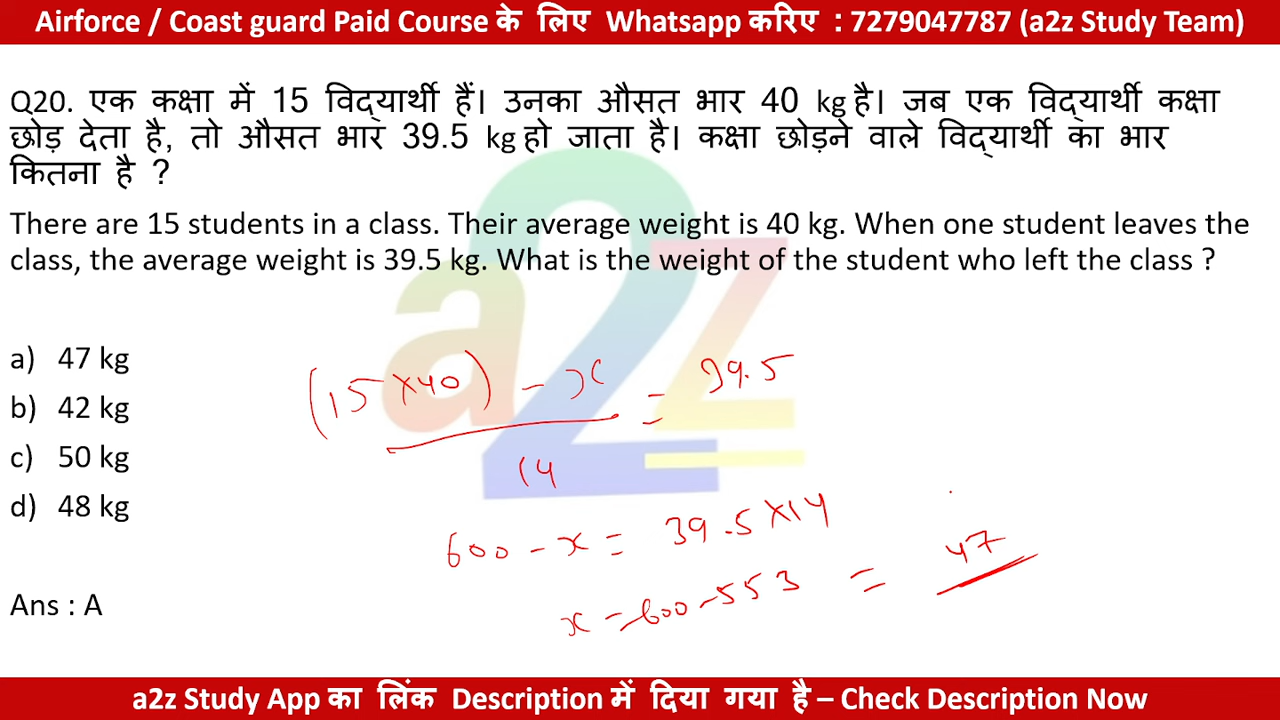 Airforce / Coast guard Paid Course के लिए Whatsapp करिए : 7279047787 (a2z Study Team)
Q20. एक कक्षा में 15 विद्यार्थी हैं। उनका औसत भार 40 kg है। जब एक विद्यार्थी कक्षा
छोड़ देता है, तो औसत भार 39.5 kg हो जाता है। कक्षा छोड़ने वाले विद्यार्थी का भार
कितना है ?
There are 15 students in a class. Their average weight is 40 kg. When one student leaves the
class, the average weight is 39.5 kg. What is the weight of the student who left the class ?
a2z
a) 47 kg
b) 42 kg
c) 50 kg
d) 48 kg
(15 × 40) - x = 39.5
14
600 - x = 39.5 × 14
x = 600 - 553 = 47
Ans : A
a2z Study App का लिंक Description में दिया गया है – Check Description Now